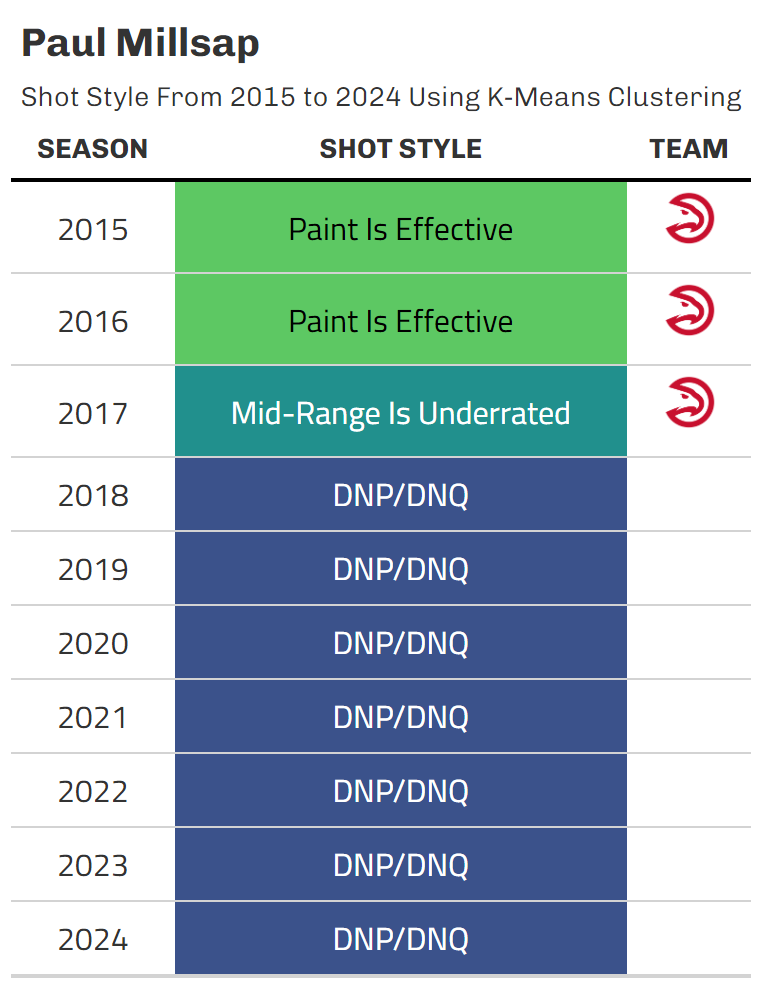 Paul Millsap
Shot Style From 2015 to 2024 Using K-Means Clustering
SEASON SHOT STYLE TEAM
2015 Paint Is Effective
2016 Paint Is Effective
2017 Mid-Range Is Underrated
2018 DNP/DNQ
2019 DNP/DNQ
2020 DNP/DNQ
2021 DNP/DNQ
2022 DNP/DNQ
2023 DNP/DNQ
2024 DNP/DNQ